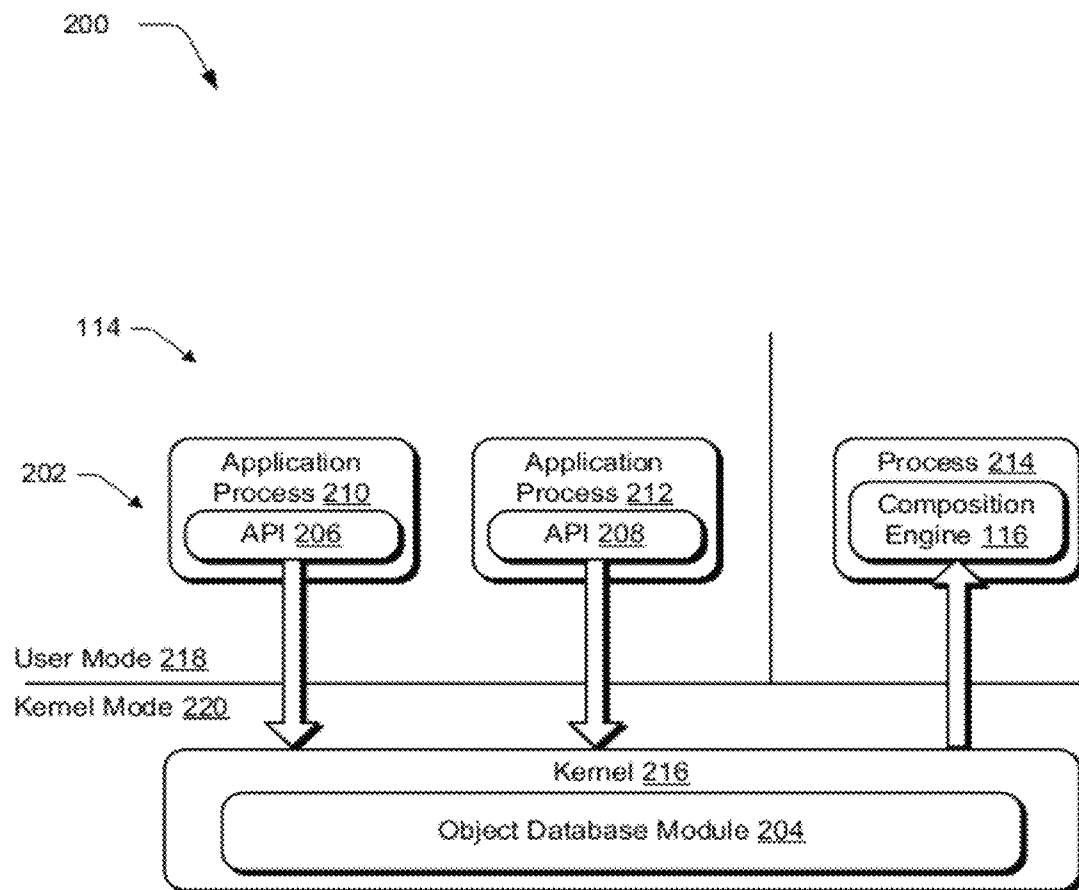 200
114
202
Application
Process 210
API 206
Application
Process 212
API 208
Process 214
Composition
Engine 116
User Mode 218
Kernel Mode 220
Kernel 216
Object Database Module 204